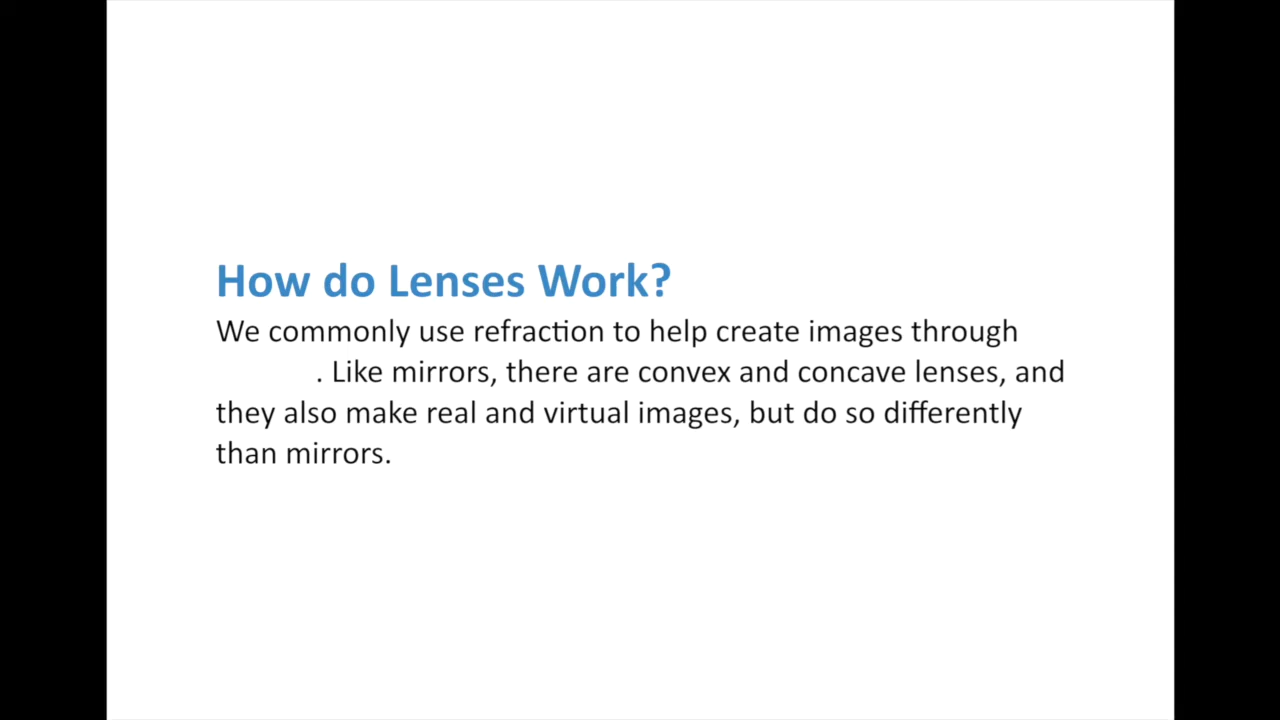 How do Lenses Work?
We commonly use refraction to help create images through
. Like mirrors, there are convex and concave lenses, and
they also make real and virtual images, but do so differently
than mirrors.